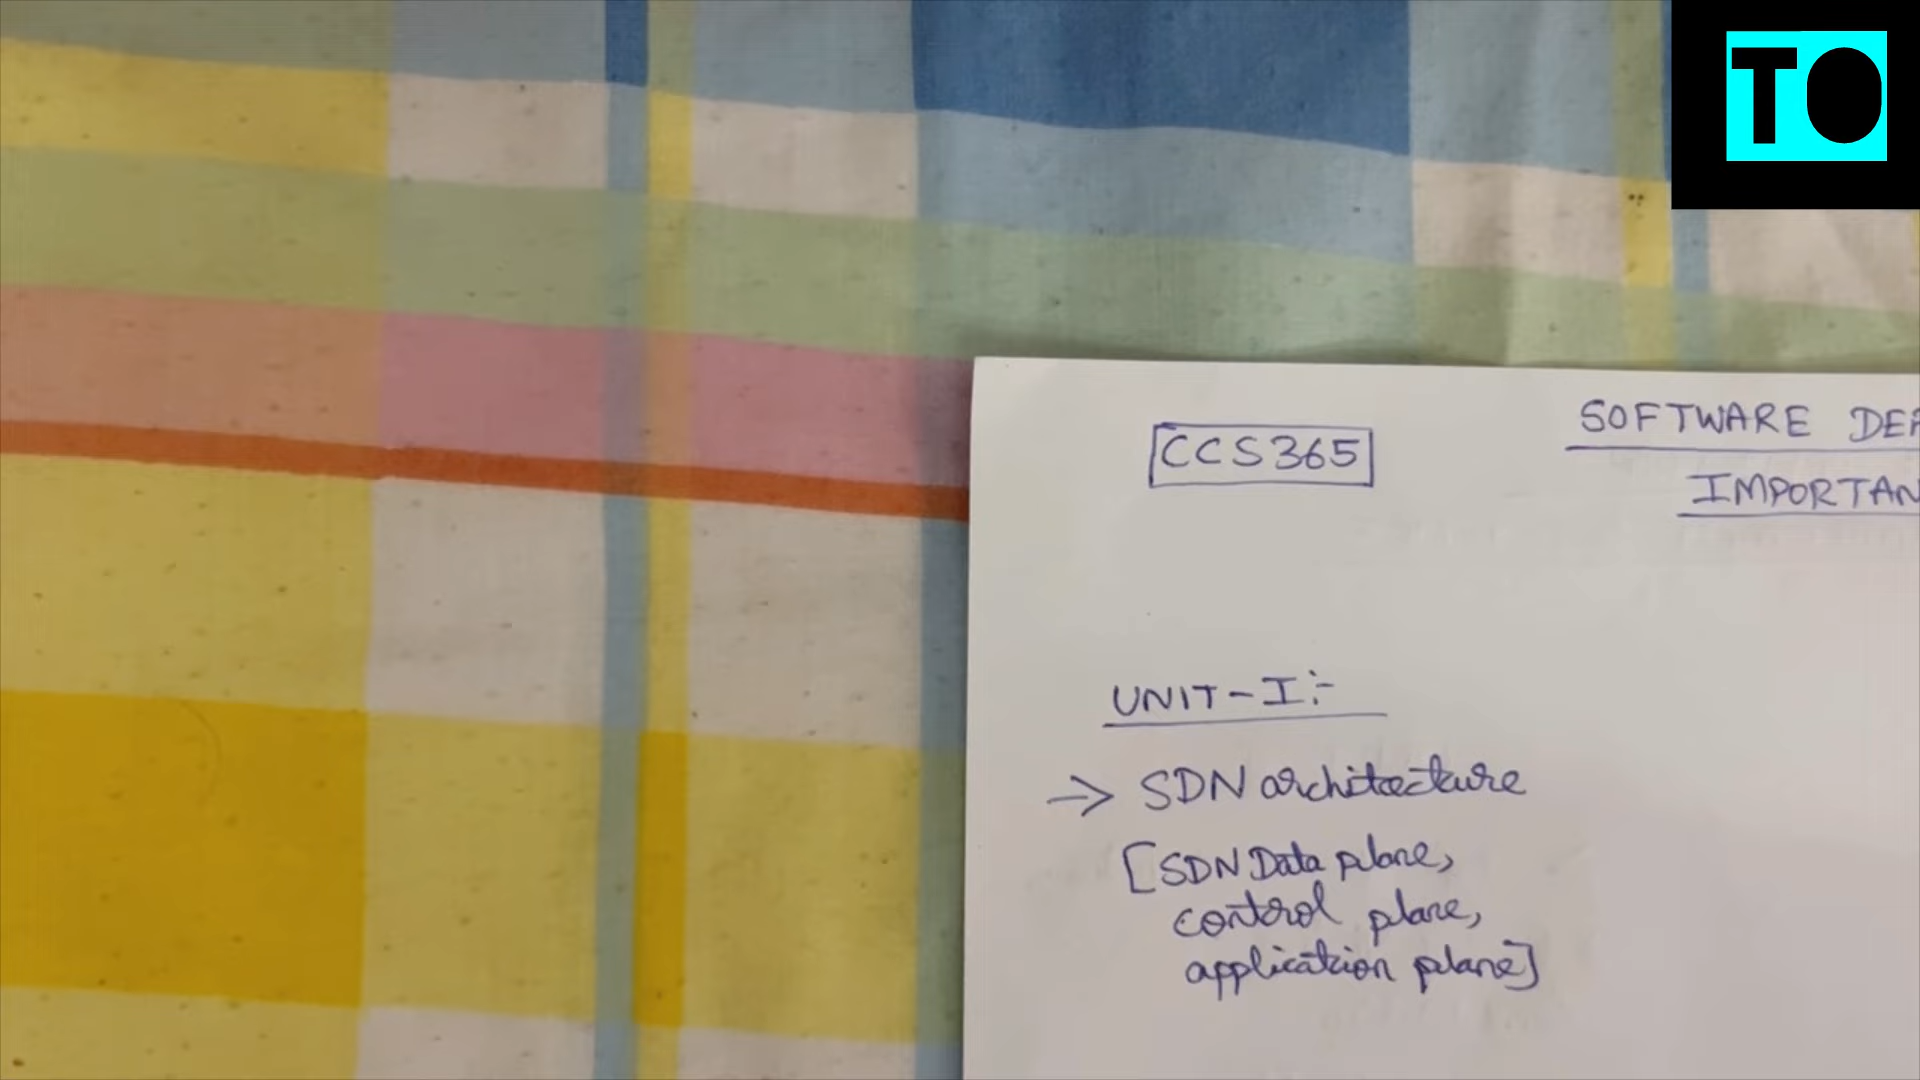 TO
CCS365
SOFTWARE DEF
IMPORTAN
UNIT-I:-
→ SDN architecture
[SDN Data plane,
control plane,
application plane]